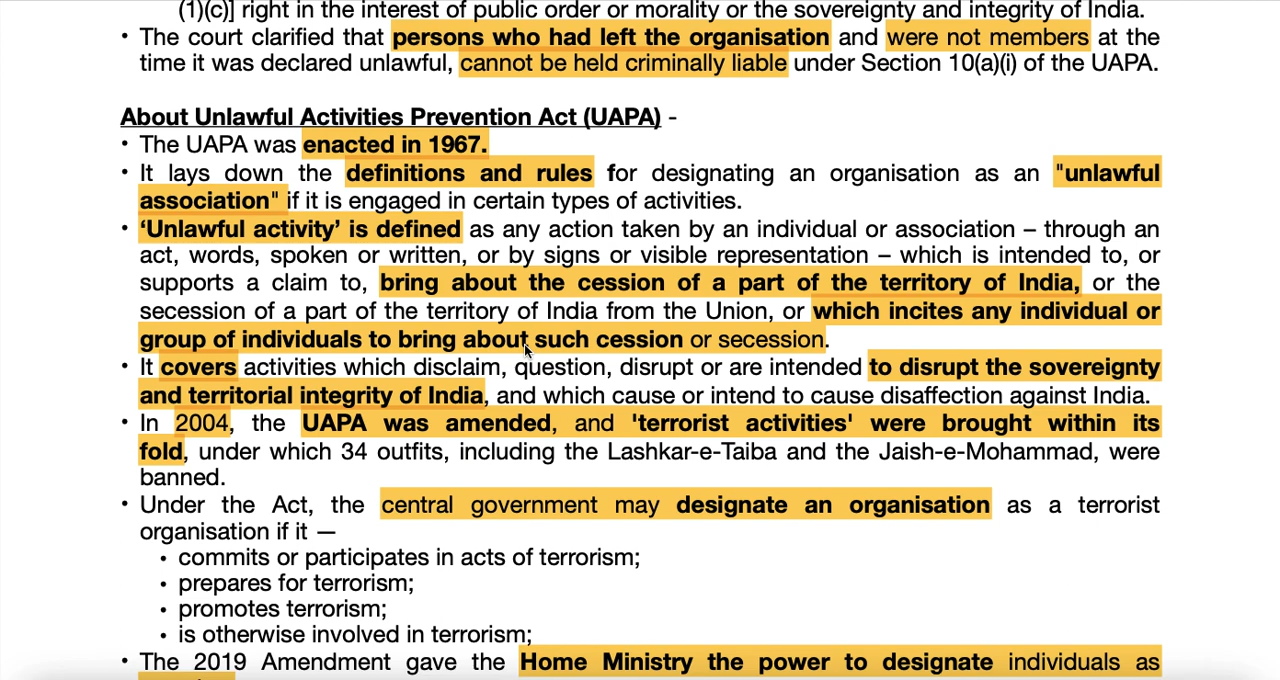 (1)(c)] right in the interest of public order or morality or the sovereignty and integrity of India.
• The court clarified that persons who had left the organisation and were not members at the
time it was declared unlawful, cannot be held criminally liable under Section 10(a)(i) of the UAPA.
About Unlawful Activities Prevention Act (UAPA) -
• The UAPA was enacted in 1967.
• It lays down the definitions and rules for designating an organisation as an "unlawful
association" if it is engaged in certain types of activities.
• ‘Unlawful activity’ is defined as any action taken by an individual or association – through an
act, words, spoken or written, or by signs or visible representation – which is intended to, or
supports a claim to, bring about the cession of a part of the territory of India, or the
secession of a part of the territory of India from the Union, or which incites any individual or
group of individuals to bring about such cession or secession.
• It covers activities which disclaim, question, disrupt or are intended to disrupt the sovereignty
and territorial integrity of India, and which cause or intend to cause disaffection against India.
• In 2004, the UAPA was amended, and 'terrorist activities' were brought within its
fold, under which 34 outfits, including the Lashkar-e-Taiba and the Jaish-e-Mohammad, were
banned.
• Under the Act, the central government may designate an organisation as a terrorist
organisation if it —
• commits or participates in acts of terrorism;
• prepares for terrorism;
• promotes terrorism;
• is otherwise involved in terrorism;
• The 2019 Amendment gave the Home Ministry the power to designate individuals as